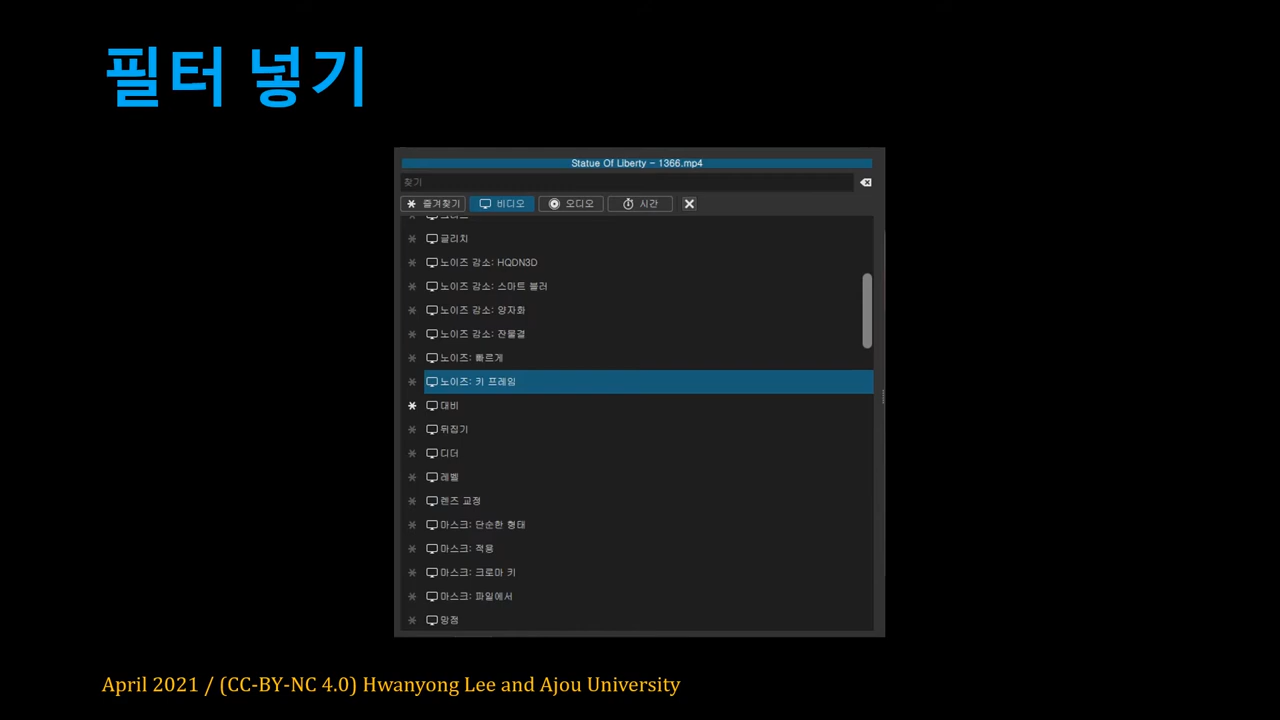 필터 넣기
Statue Of Liberty - 1366.mp4
찾기
즐겨찾기 비디오 오디오 시간
글리치
노이즈 감소: HQDN3D
노이즈 감소: 스마트 블러
노이즈 감소: 양자화
노이즈 감소: 잔물결
노이즈: 빠르게
노이즈: 키 프레임
대비
뒤집기
디더
레벨
렌즈 교정
마스크: 단순한 형태
마스크: 적용
마스크: 크로마 키
마스크: 파일에서
망점
April 2021 / (CC-BY-NC 4.0) Hwanyong Lee and Ajou University